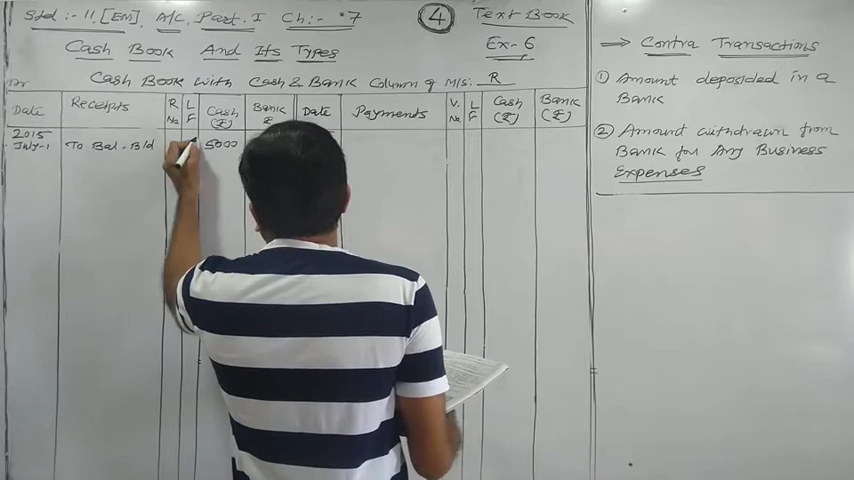 Std :- 11, [EM], A/C, Part. I Ch :- 7 4 Text Book
Cash Book And Its Types Ex - 6
Dr Cash Book With Cash & Bank Column of M/s: R
Date Receipts R No L F Cash (₹) Bank ₹ Date Payments V. No L F Cash (₹) Bank (₹)
2015
July-1 To Bal. B/d 5000
→ Contra Transactions
① Amount deposided in a
Bank
② Amount withdrawn from
Bank for Any Business
Expenses